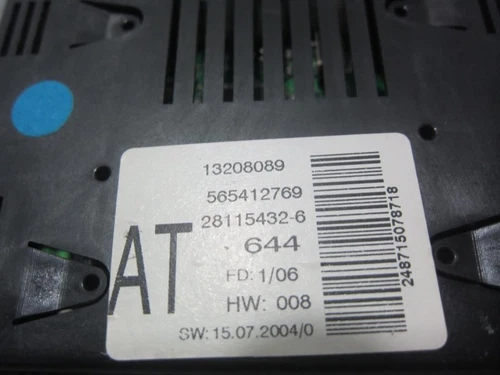 13208089
565412769
28115432-6
644
AT
FD: 1/06
HW: 008
SW: 15.07.2004/0
248715078718